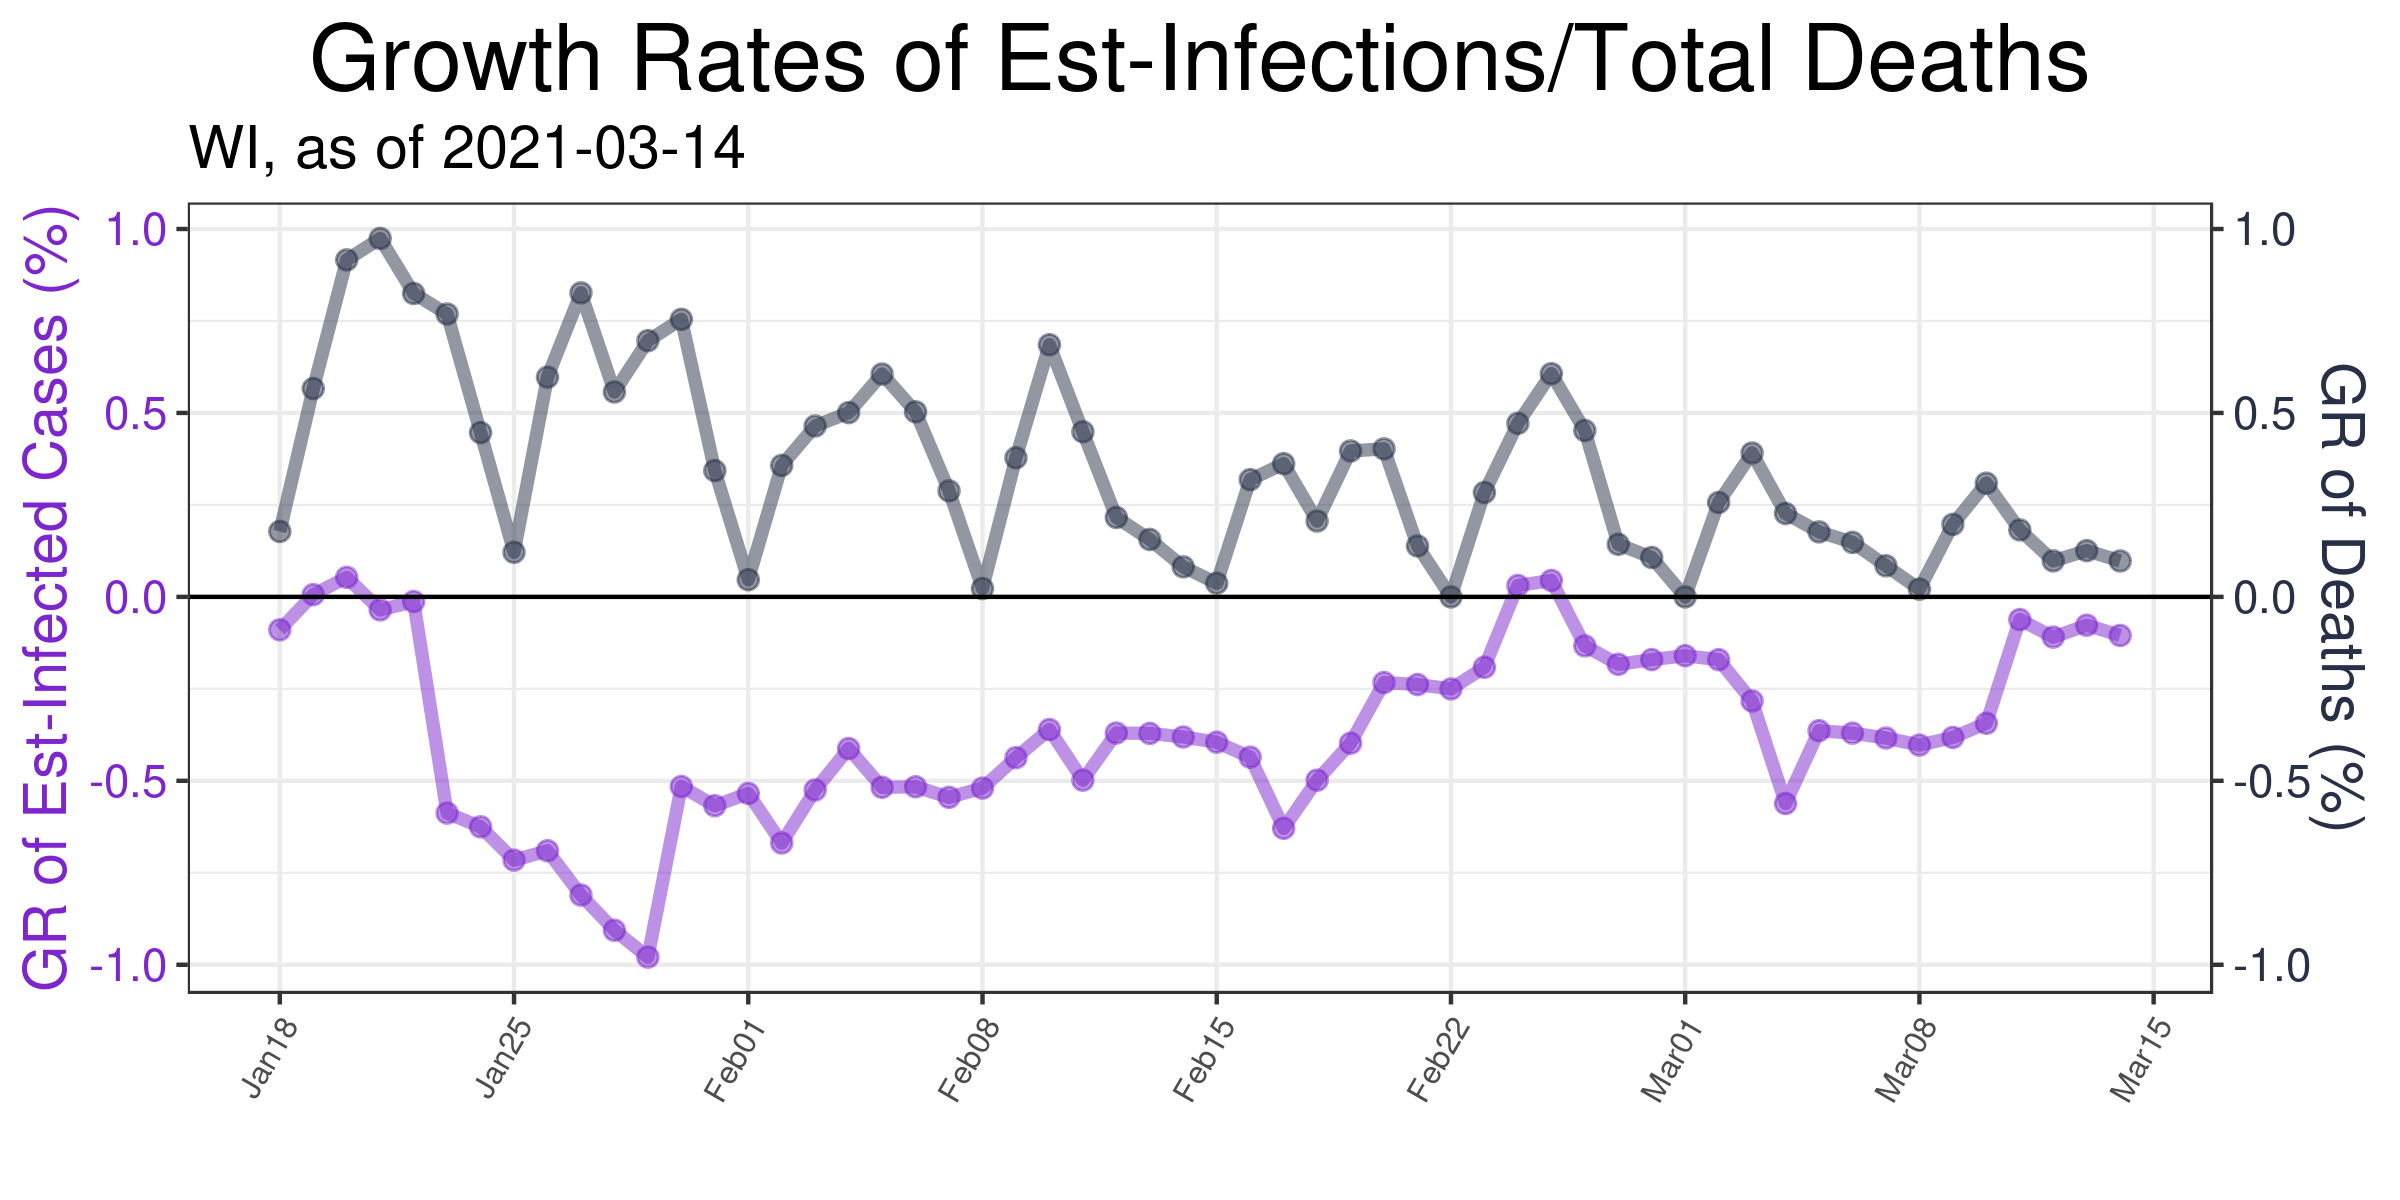 Growth Rates of Est-Infections/Total Deaths
WI, as of 2021-03-14
GR of Est-Infected Cases (%)
1.0
0.5
0.0
-0.5
-1.0
1.0
0.5
0.0
-0.5
-1.0
GR of Deaths (%)
Jan18
Jan25
Feb01
Feb08
Feb15
Feb22
Mar01
Mar08
Mar15